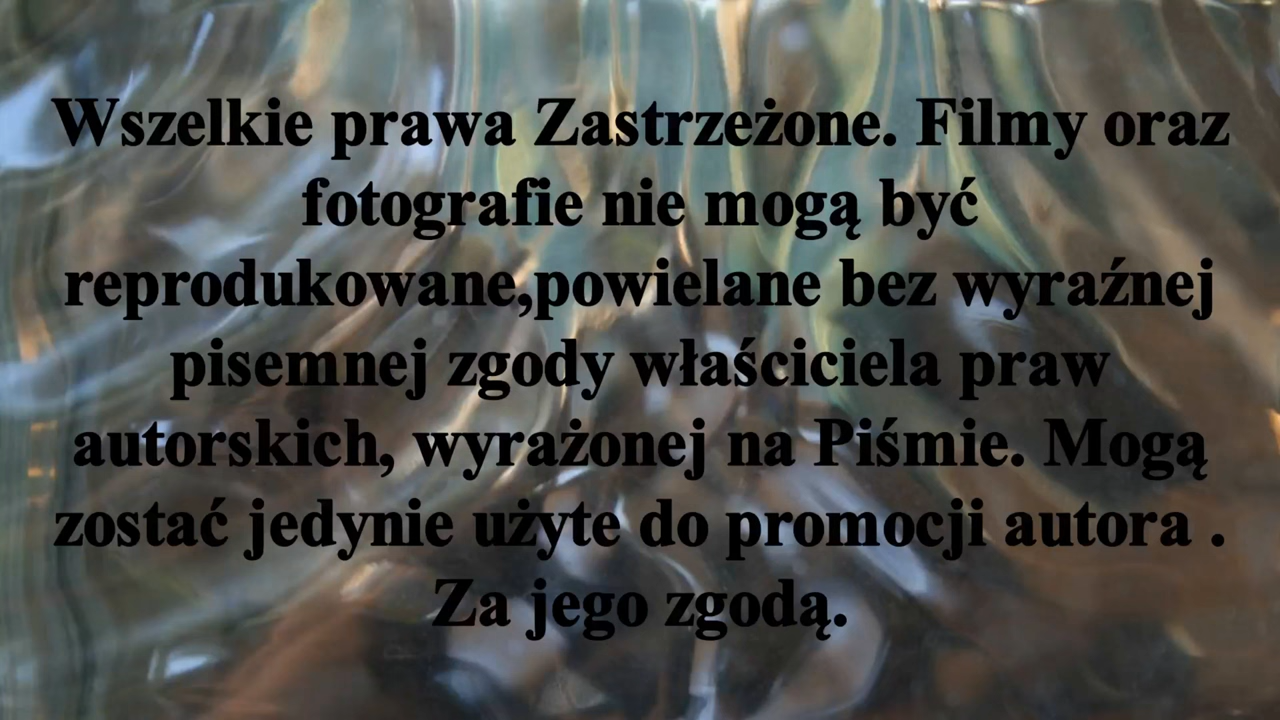 Wszelkie prawa Zastrzeżone. Filmy oraz
fotografie nie mogą być
reprodukowane,powielane bez wyraźnej
pisemnej zgody właściciela praw
autorskich, wyrażonej na Piśmie. Mogą
zostać jedynie użyte do promocji autora .
Za jego zgodą.